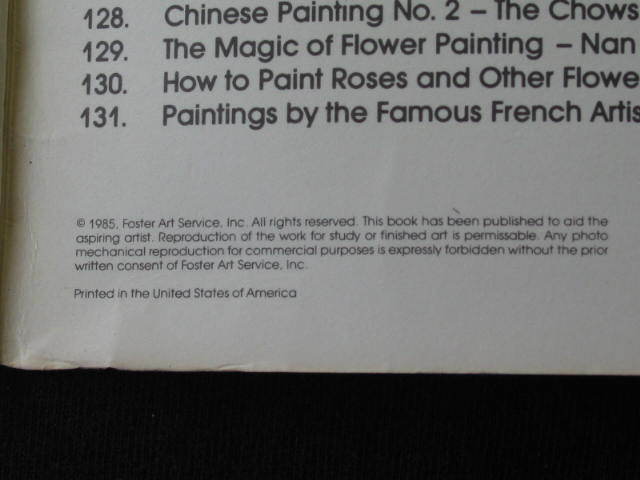 128. Chinese Painting No. 2 – The Chows
129. The Magic of Flower Painting – Nan
130. How to Paint Roses and Other Flowe
131. Paintings by the Famous French Artis
© 1985, Foster Art Service, Inc. All rights reserved. This book has been published to aid the
aspiring artist. Reproduction of the work for study or finished art is permissable. Any photo
mechanical reproduction for commercial purposes is expressly forbidden without the prior
written consent of Foster Art Service, Inc.
Printed in the United States of America